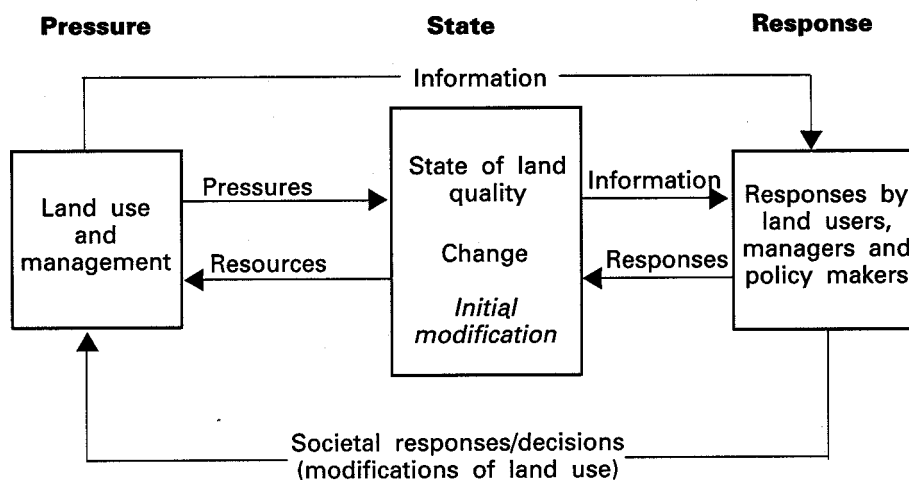 Pressure State Response
Information
Land use
and
management
Pressures
Resources
State of land
quality
Change
Initial
modification
Information
Responses
Responses by
land users,
managers and
policy makers
Societal responses/decisions
(modifications of land use)